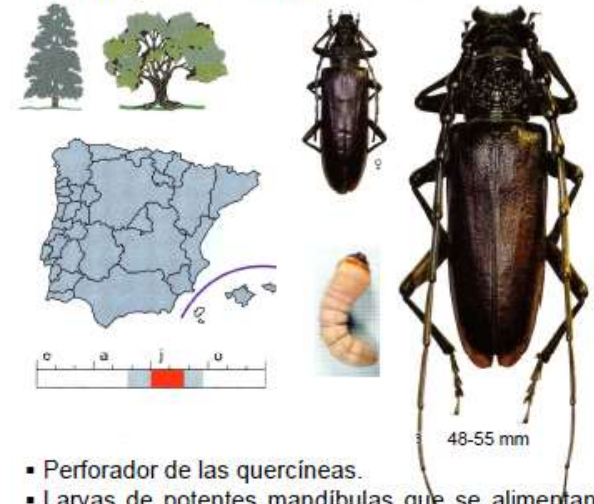 ♀
e a j o
48-55 mm
▪ Perforador de las quercíneas.
▪ Larvas de potentes mandíbulas que se alimentan